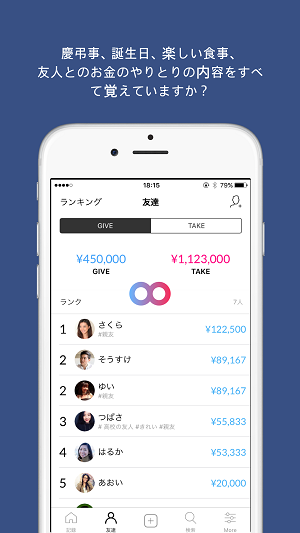 慶弔事、誕生日、楽しい食事、
友人とのお金のやりとりの内容をすべ
て覚えていますか？
18:15
79%
ランキング 友達
GIVE TAKE
¥450,000 ¥1,123,000
GIVE TAKE
ランク 7人
1 さくら ¥122,500
#親友
2 そうすけ ¥89,167
2 ゆい ¥89,167
#親友
3 つばさ ¥55,833
#高校の友人 #きれい #親友
4 はるか ¥53,333
5 あおい ¥20,000
記録 友達 検索 More